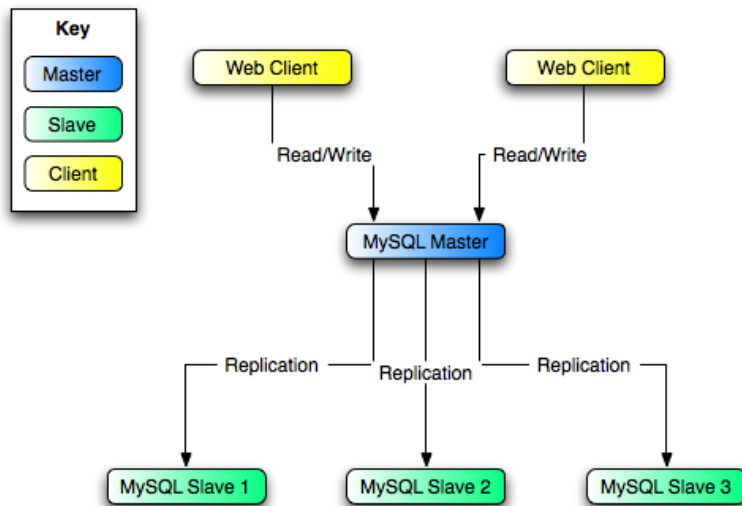 Key
Master
Slave
Client
Web Client
Web Client
Read/Write
Read/Write
MySQL Master
Replication
Replication
Replication
MySQL Slave 1
MySQL Slave 2
MySQL Slave 3